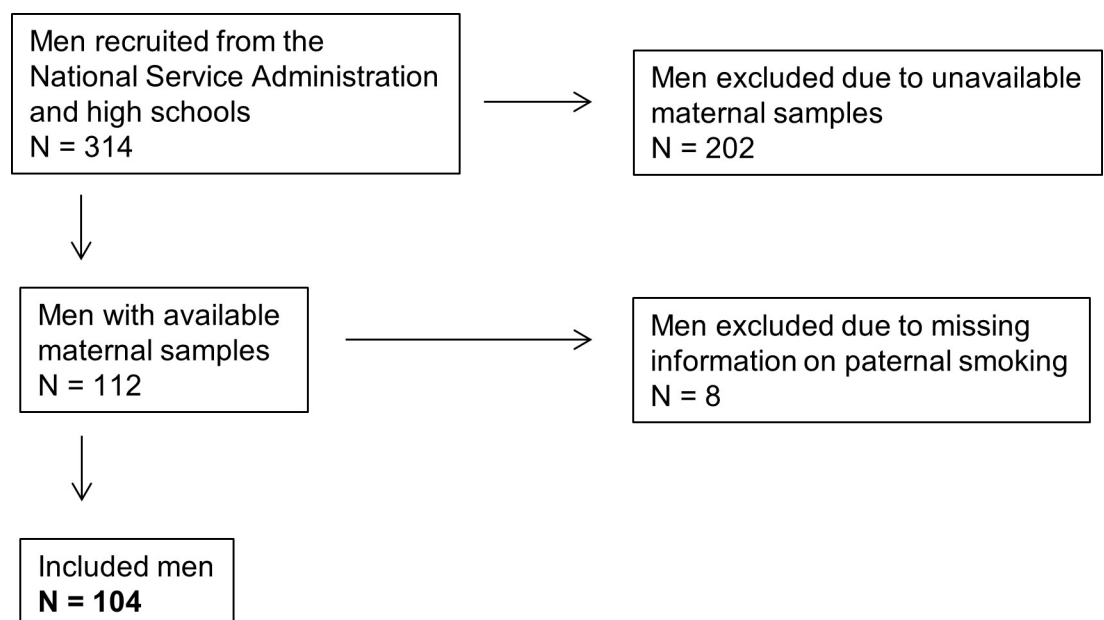 Men recruited from the
National Service Administration
and high schools
N = 314
Men excluded due to unavailable
maternal samples
N = 202
Men with available
maternal samples
N = 112
Men excluded due to missing
information on paternal smoking
N = 8
Included men
N = 104